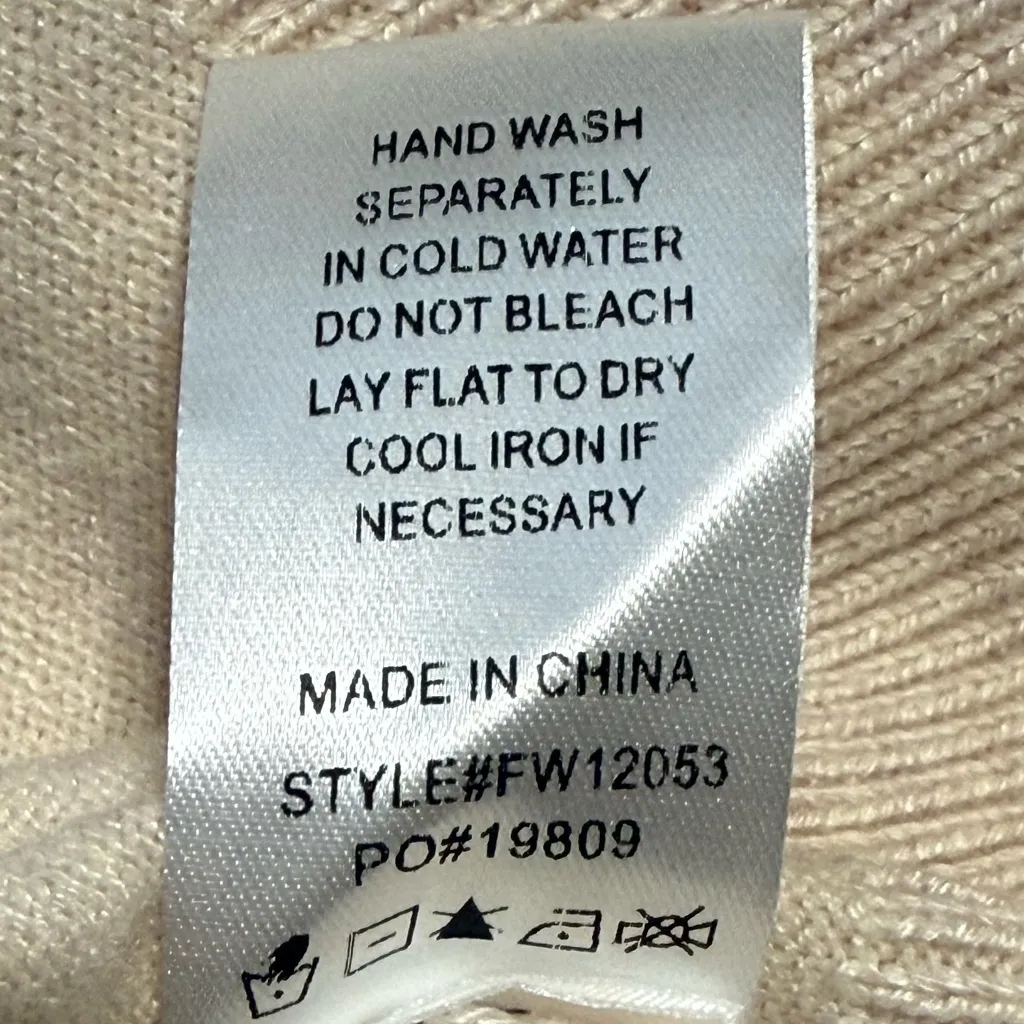 HAND WASH
SEPARATELY
IN COLD WATER
DO NOT BLEACH
LAY FLAT TO DRY
COOL IRON IF
NECESSARY
MADE IN CHINA
STYLE#FW12053
PO#19809